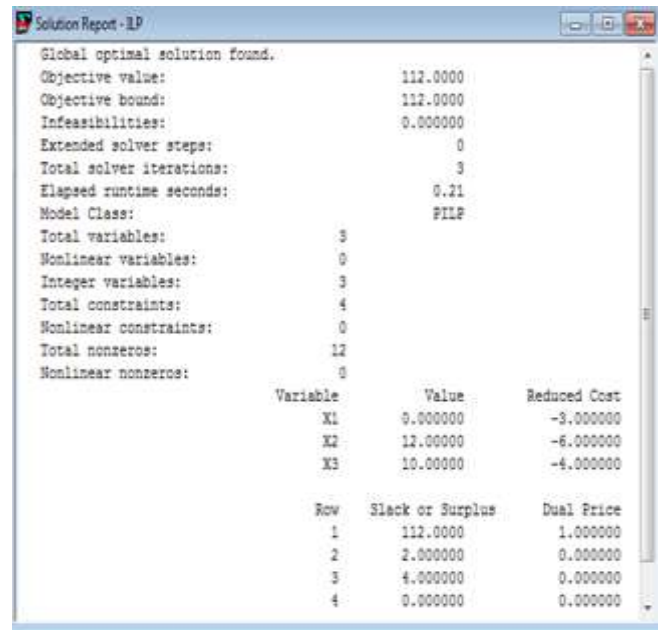 Solution Report - ILP
Global optimal solution found.
Objective value: 112.0000
Objective bound: 112.0000
Infeasibilities: 0.000000
Extended solver steps: 0
Total solver iterations: 3
Elapsed runtime seconds: 0.21
Model Class: PILP
Total variables: 3
Nonlinear variables: 0
Integer variables: 3
Total constraints: 4
Nonlinear constraints: 0
Total nonzeros: 12
Nonlinear nonzeros: 0
Variable Value Reduced Cost
X1 0.000000 -3.000000
X2 12.00000 -6.000000
X3 10.00000 -4.000000
Row Slack or Surplus Dual Price
1 112.0000 1.000000
2 2.000000 0.000000
3 4.000000 0.000000
4 0.000000 0.000000